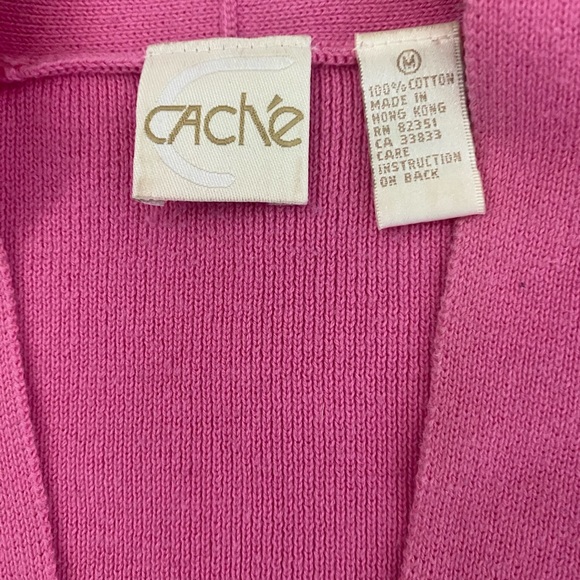 CAChé
M
100% COTTON
MADE IN
HONG KONG
RN 82351
CA 33833
CARE
INSTRUCTION
ON BACK